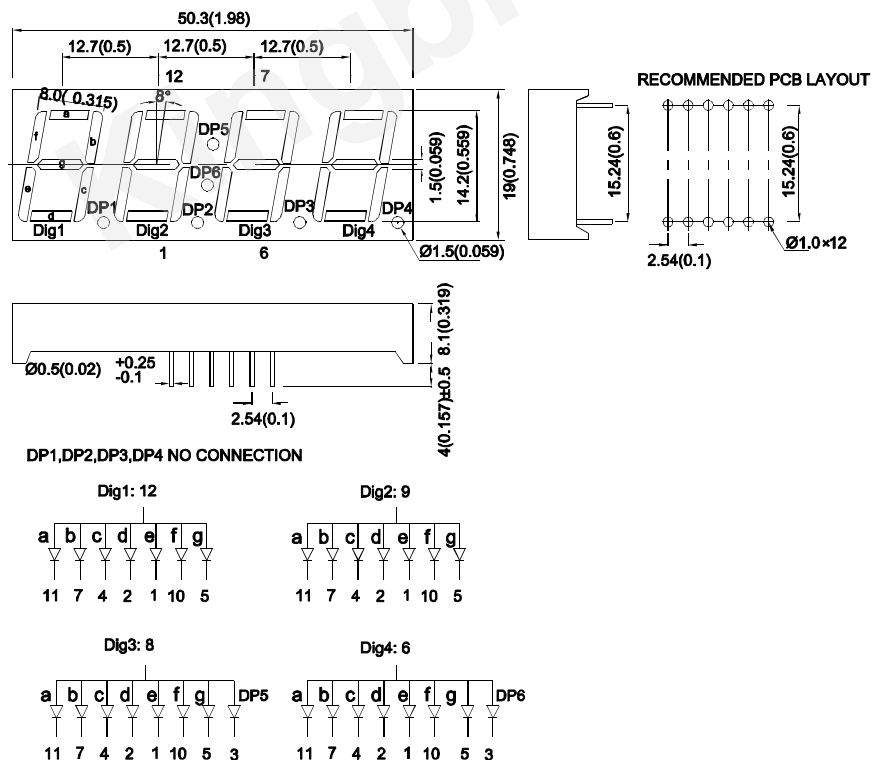 50.3(1.98)
12.7(0.5) 12.7(0.5) 12.7(0.5)
12 7
8.0( 0.315) 8°
a
f b
g
e c
d
DP5
DP6
DP1 DP2 DP3 DP4
Dig1 Dig2 Dig3 Dig4
1 6
1.5(0.059)
14.2(0.559)
19(0.748)
Ø1.5(0.059)
15.24(0.6)
RECOMMENDED PCB LAYOUT
15.24(0.6)
Ø1.0×12
2.54(0.1)
Ø0.5(0.02) +0.25
-0.1
2.54(0.1)
8.1(0.319)
4(0.157)±0.5
DP1,DP2,DP3,DP4 NO CONNECTION
Dig1: 12
a b c d e f g
11 7 4 2 1 10 5
Dig2: 9
a b c d e f g
11 7 4 2 1 10 5
Dig3: 8
a b c d e f g DP5
11 7 4 2 1 10 5 3
Dig4: 6
a b c d e f g DP6
11 7 4 2 1 10 5 3